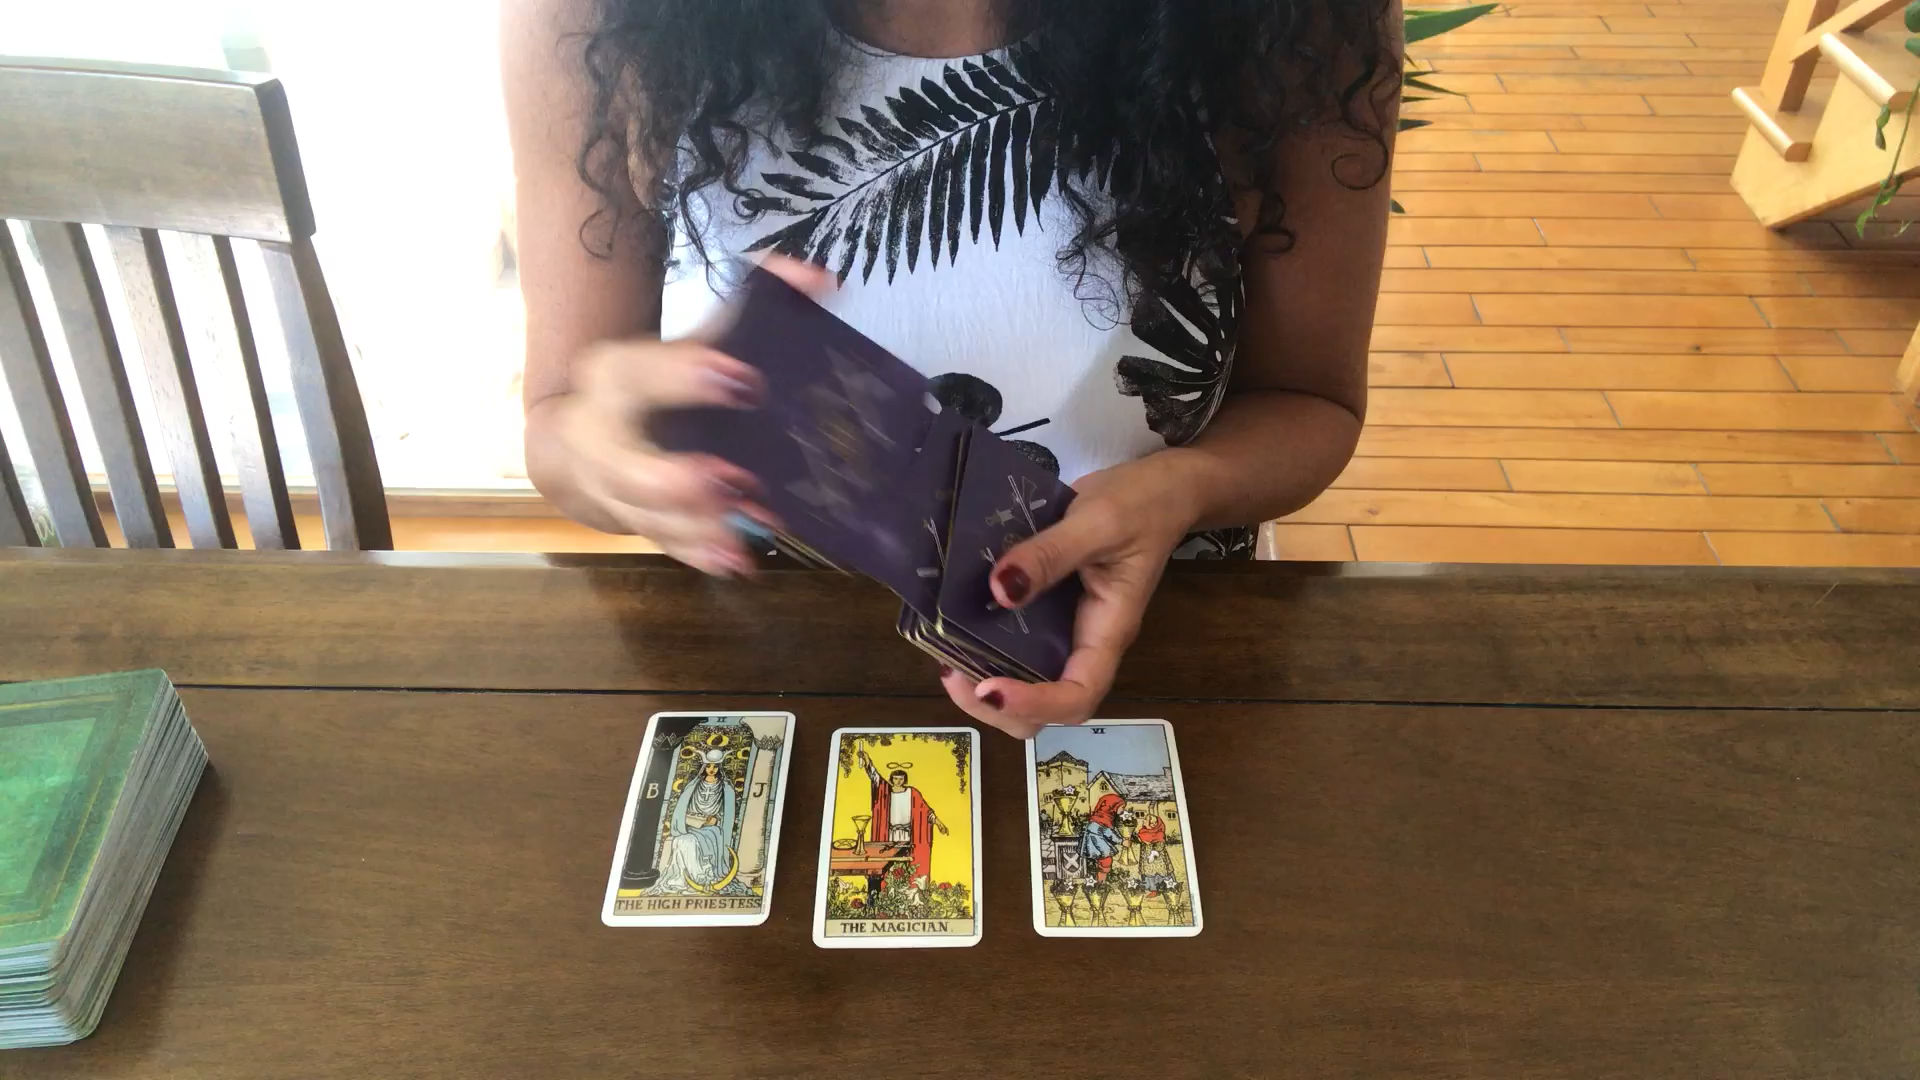 II
B J
THE HIGH PRIESTESS
I
THE MAGICIAN.
VI